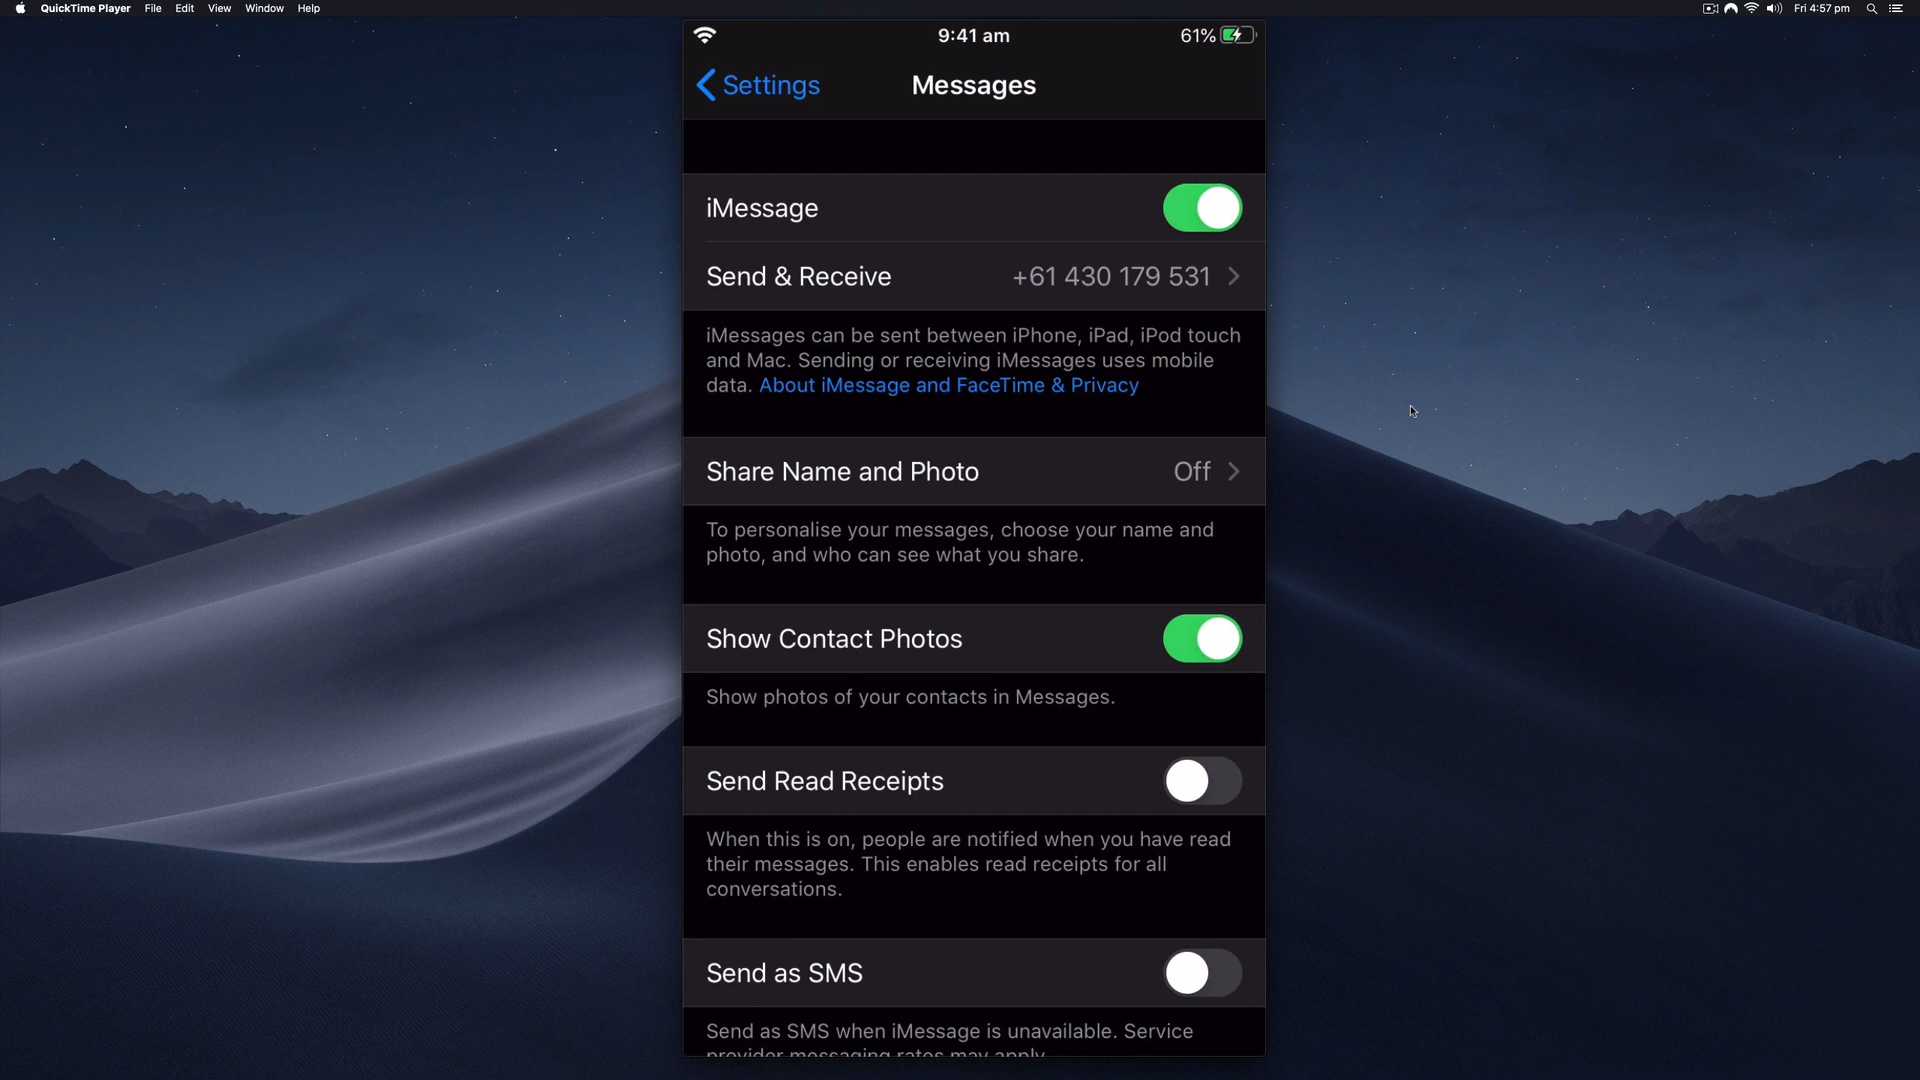 QuickTime Player File Edit View Window Help Fri 4:57 pm
9:41 am 61%
Settings Messages
iMessage
Send & Receive +61 430 179 531
iMessages can be sent between iPhone, iPad, iPod touch
and Mac. Sending or receiving iMessages uses mobile
data. About iMessage and FaceTime & Privacy
Share Name and Photo Off
To personalise your messages, choose your name and
photo, and who can see what you share.
Show Contact Photos
Show photos of your contacts in Messages.
Send Read Receipts
When this is on, people are notified when you have read
their messages. This enables read receipts for all
conversations.
Send as SMS
Send as SMS when iMessage is unavailable. Service
provider messaging rates may apply.